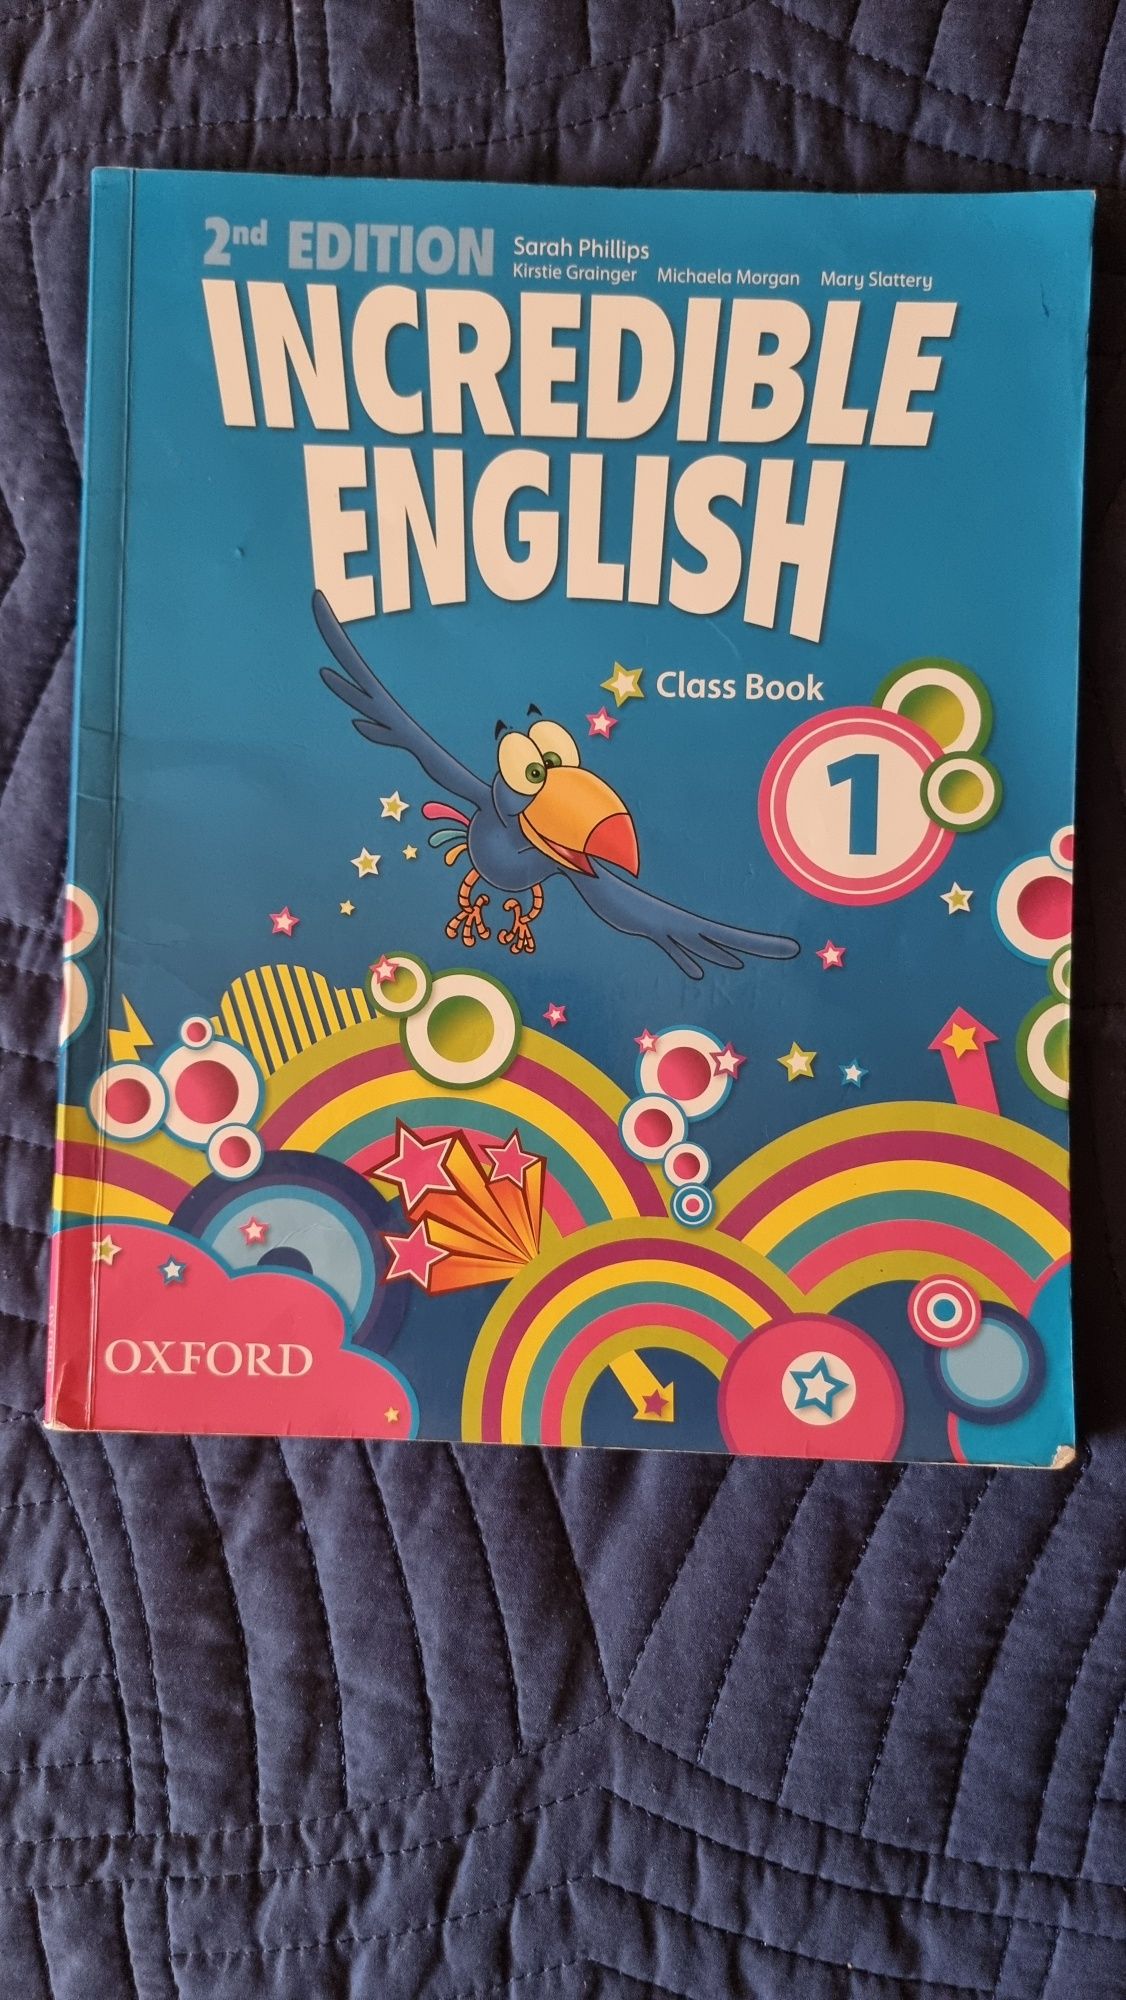 2nd EDITION
Sarah Phillips
Kirstie Grainger Michaela Morgan Mary Slattery
INCREDIBLE
ENGLISH
Class Book
1
OXFORD